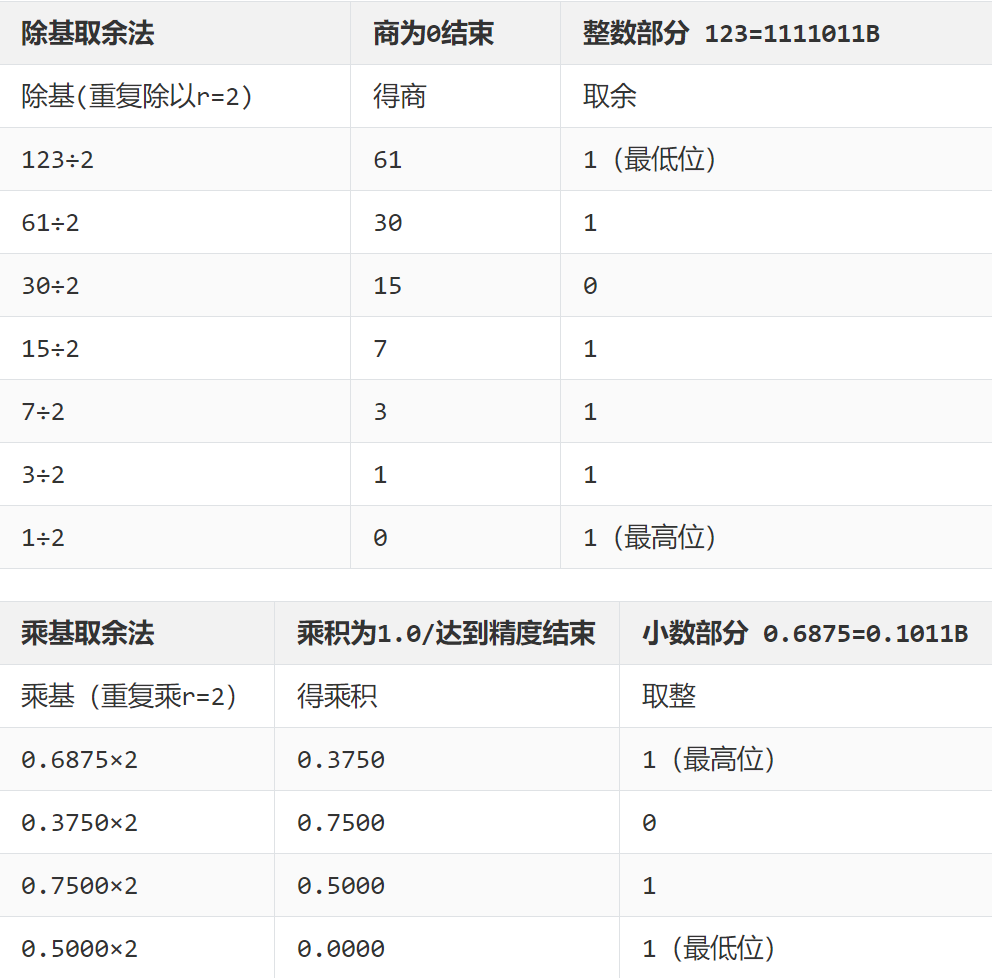 除基取余法 商为0结束 整数部分 123=1111011B
除基(重复除以r=2) 得商 取余
123÷2 61 1（最低位）
61÷2 30 1
30÷2 15 0
15÷2 7 1
7÷2 3 1
3÷2 1 1
1÷2 0 1（最高位）
乘基取余法 乘积为1.0/达到精度结束 小数部分 0.6875=0.1011B
乘基（重复乘r=2） 得乘积 取整
0.6875×2 0.3750 1（最高位）
0.3750×2 0.7500 0
0.7500×2 0.5000 1
0.5000×2 0.0000 1（最低位）